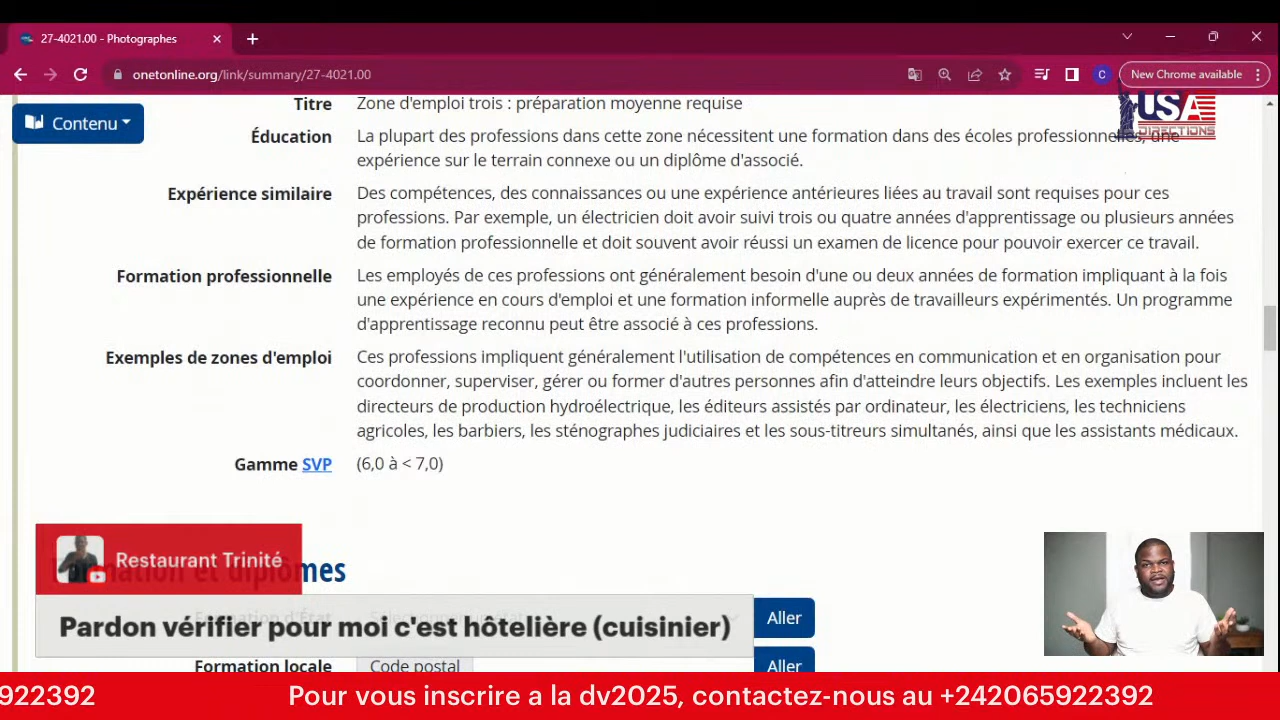 27-4021.00 - Photographes
onetonline.org/link/summary/27-4021.00
New Chrome available
C
Contenu
USA
DIRECTIONS
Titre Zone d'emploi trois : préparation moyenne requise
Éducation La plupart des professions dans cette zone nécessitent une formation dans des écoles professionnelles, une
expérience sur le terrain connexe ou un diplôme d'associé.
Expérience similaire Des compétences, des connaissances ou une expérience antérieures liées au travail sont requises pour ces
professions. Par exemple, un électricien doit avoir suivi trois ou quatre années d'apprentissage ou plusieurs années
de formation professionnelle et doit souvent avoir réussi un examen de licence pour pouvoir exercer ce travail.
Formation professionnelle Les employés de ces professions ont généralement besoin d'une ou deux années de formation impliquant à la fois
une expérience en cours d'emploi et une formation informelle auprès de travailleurs expérimentés. Un programme
d'apprentissage reconnu peut être associé à ces professions.
Exemples de zones d'emploi Ces professions impliquent généralement l'utilisation de compétences en communication et en organisation pour
coordonner, superviser, gérer ou former d'autres personnes afin d'atteindre leurs objectifs. Les exemples incluent les
directeurs de production hydroélectrique, les éditeurs assistés par ordinateur, les électriciens, les techniciens
agricoles, les barbiers, les sténographes judiciaires et les sous-titreurs simultanés, ainsi que les assistants médicaux.
Gamme SVP (6,0 à < 7,0)
Restaurant Trinité
Formation et diplômes
Formation d'État Aller
Pardon vérifier pour moi c'est hôtelière (cuisinier)
Formation locale Code postal Aller
922392 Pour vous inscrire a la dv2025, contactez-nous au +242065922392